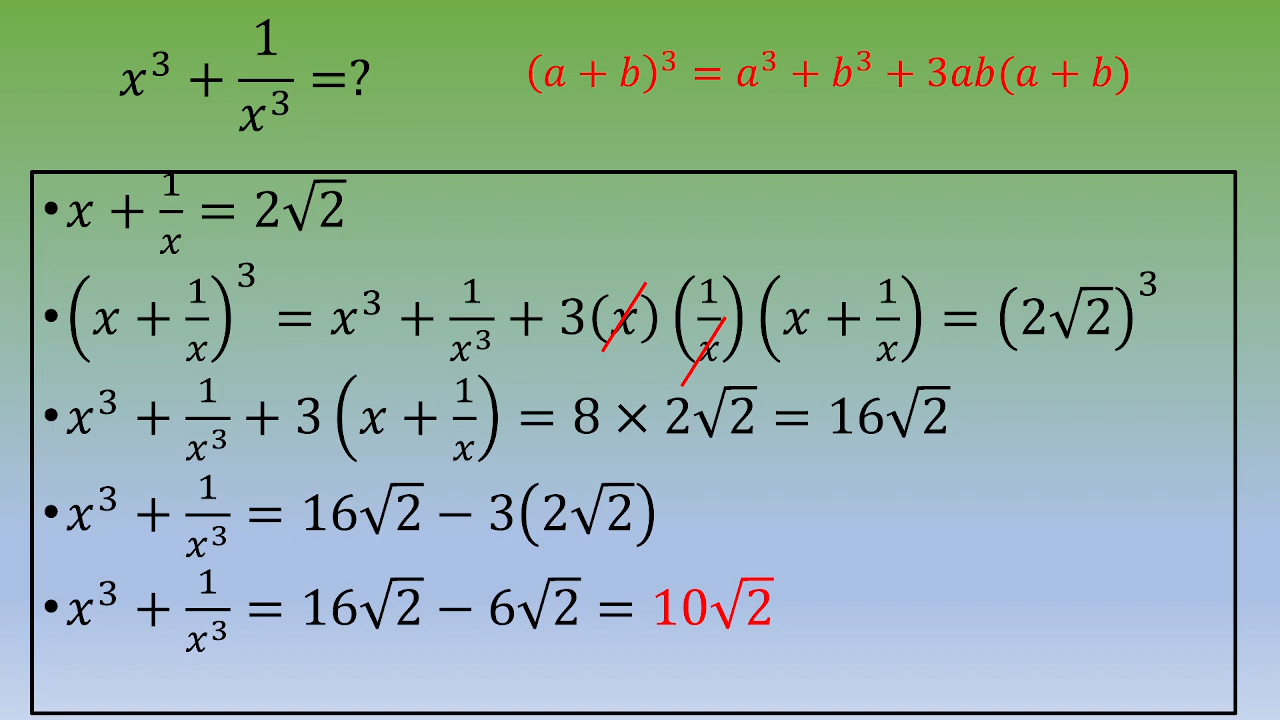 x³ + 1/x³ =?
(a + b)³ = a³ + b³ + 3ab(a + b)
•x + 1/x = 2√2
•(x + 1/x)³ = x³ + 1/x³ + 3(x)(1/x)(x + 1/x) = (2√2)³
•x³ + 1/x³ + 3(x + 1/x) = 8 × 2√2 = 16√2
•x³ + 1/x³ = 16√2 − 3(2√2)
•x³ + 1/x³ = 16√2 − 6√2 = 10√2